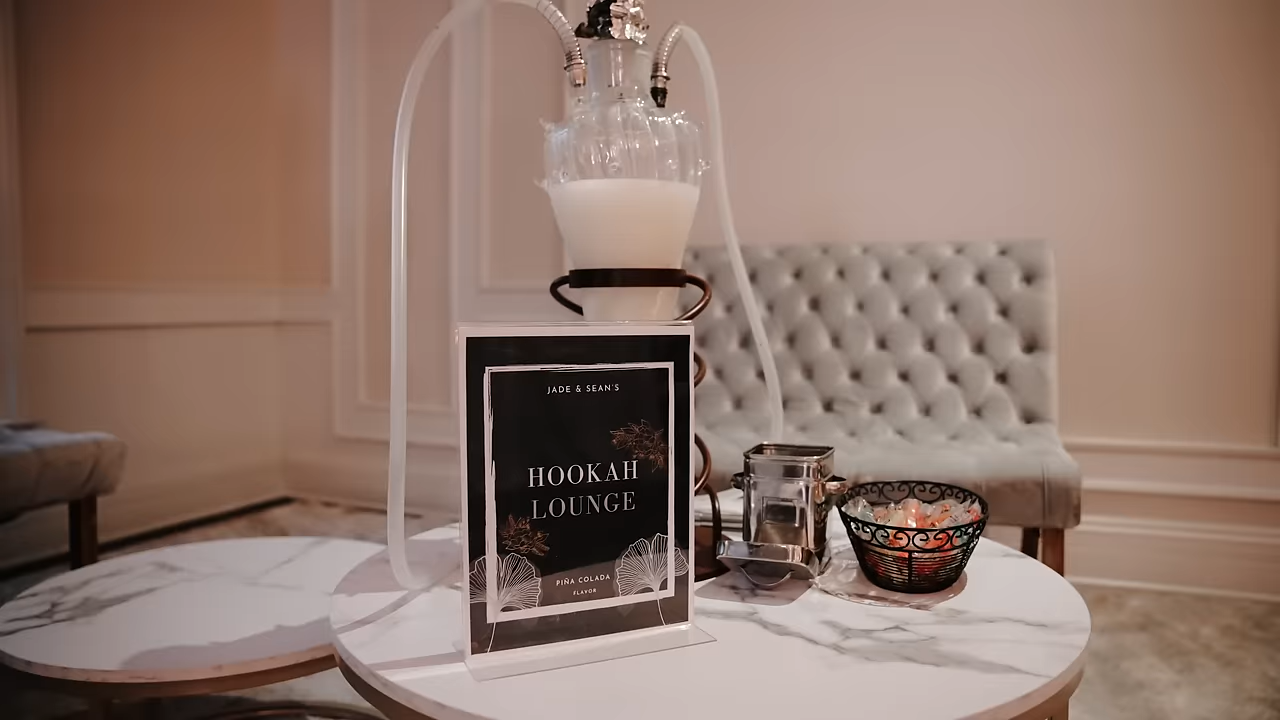 JADE & SEAN'S
HOOKAH
LOUNGE
PIÑA COLADA
FLAVOR